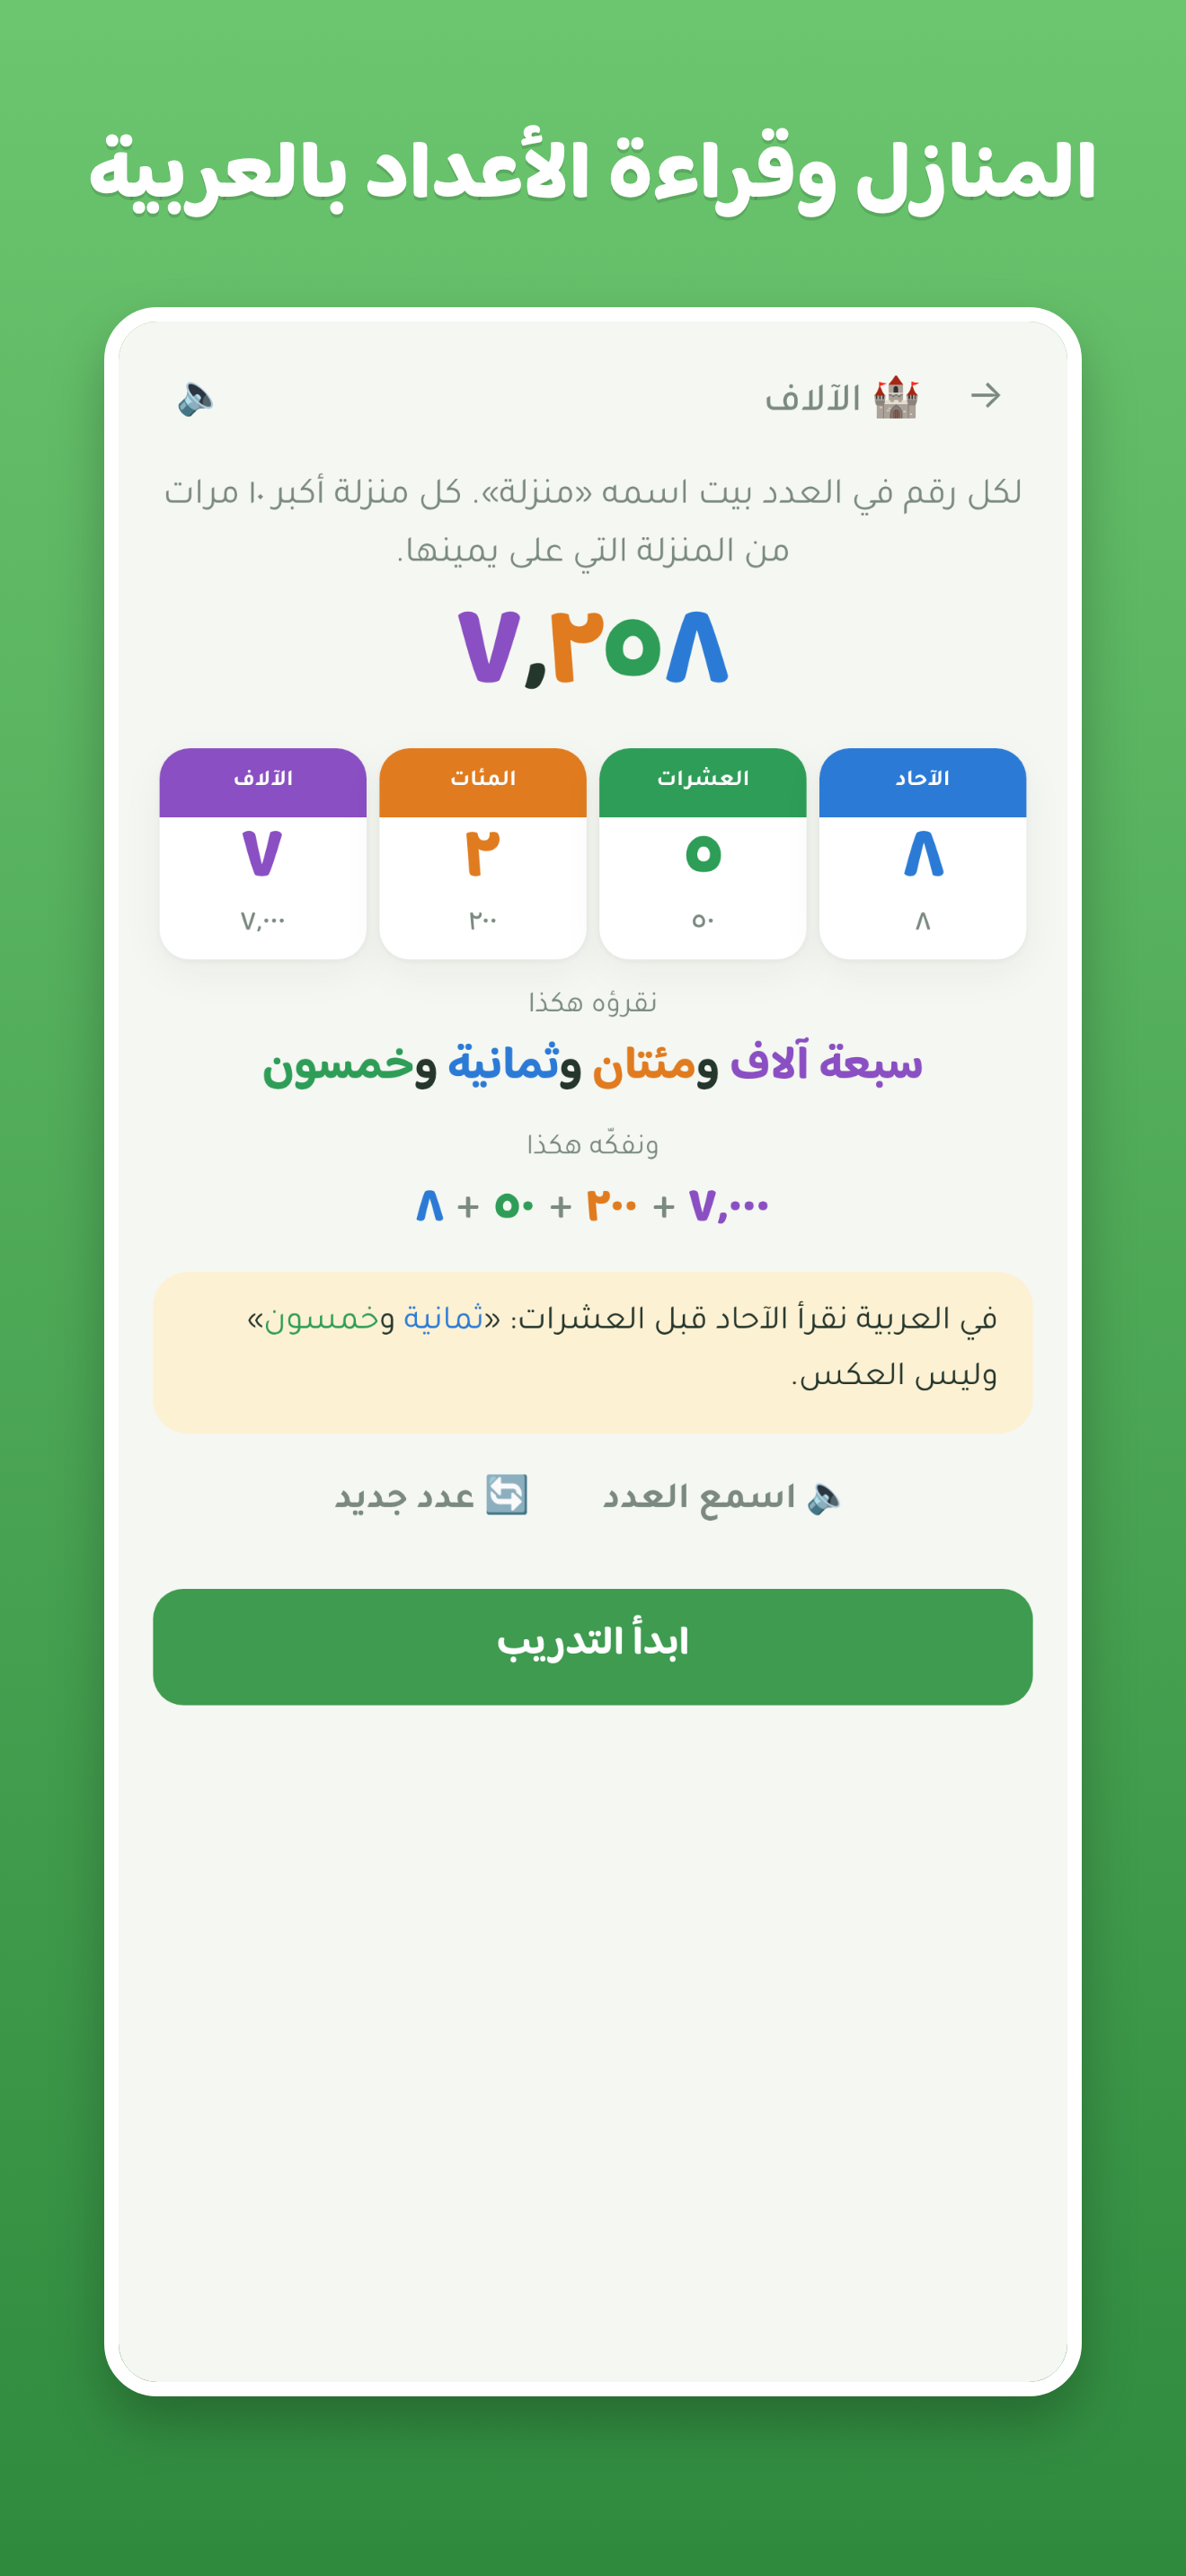 المنازل وقراءة الأعداد بالعربية
→ 🏰 الآلاف 🔈
لكل رقم في العدد بيت اسمه «منزلة». كل منزلة أكبر ١٠ مرات
من المنزلة التي على يمينها.
٧,٢٥٨
الآحاد العشرات المئات الآلاف
٨ ٥ ٢ ٧
٨ ٥٠ ٢٠٠ ٧,٠٠٠
نقرؤه هكذا
سبعة آلاف ومئتان وثمانية وخمسون
ونفكّه هكذا
٧,٠٠٠ + ٢٠٠ + ٥٠ + ٨
في العربية نقرأ الآحاد قبل العشرات: «ثمانية وخمسون»
وليس العكس.
🔈 اسمع العدد 🔄 عدد جديد
ابدأ التدريب